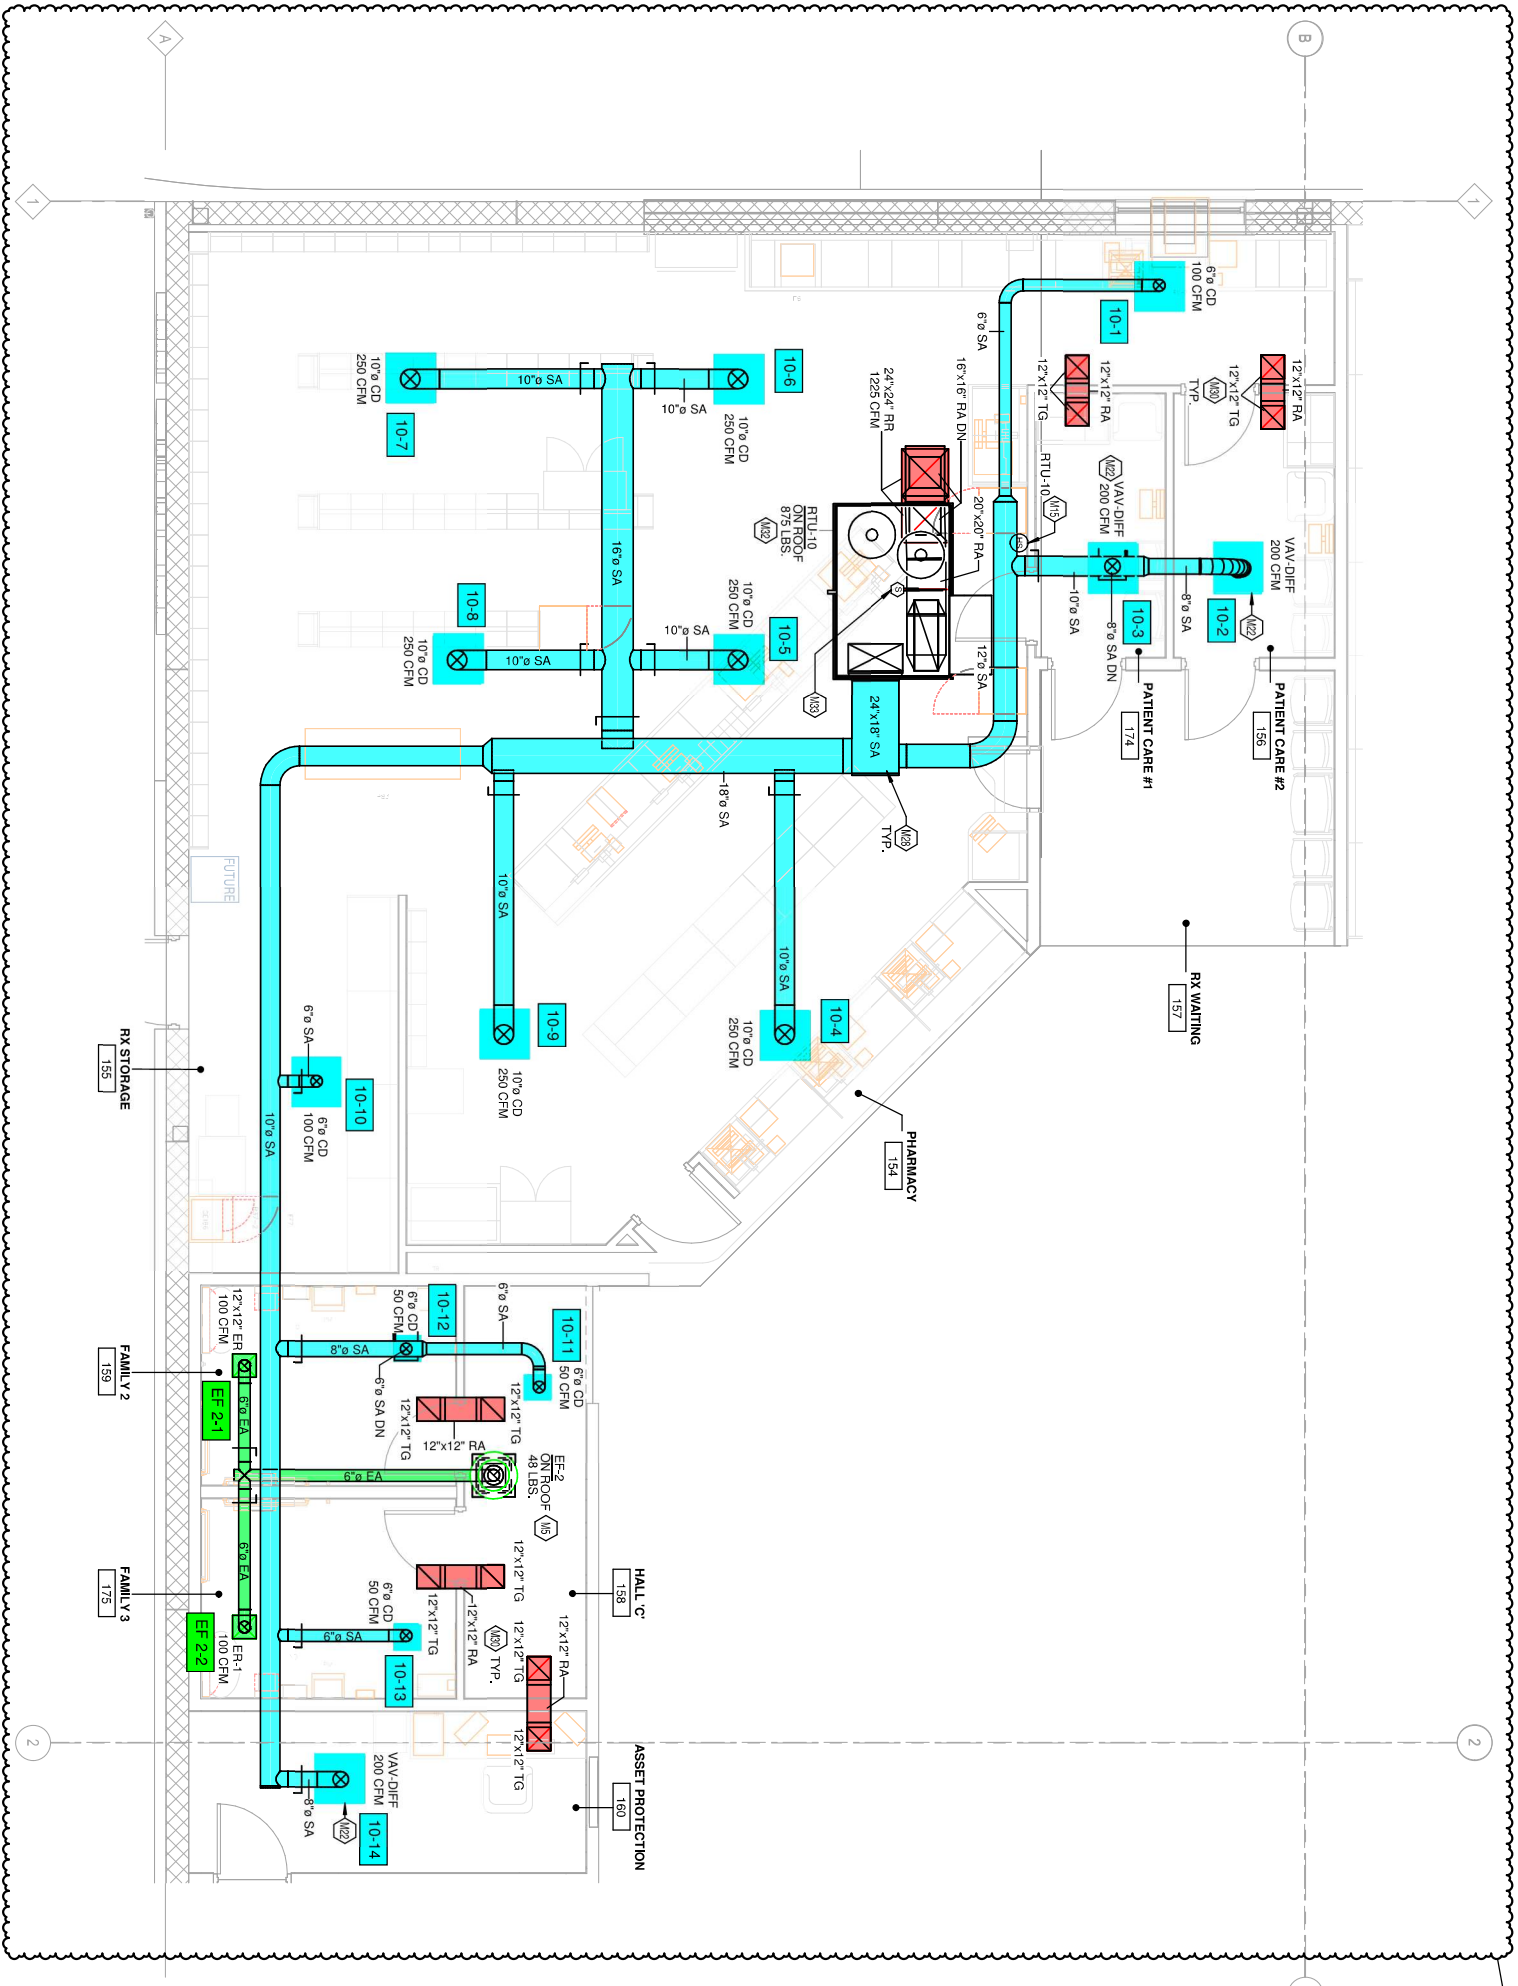 A
B
1
1
2
2
6"ø CD
100 CFM
10-1
6"ø SA
12"x12" RA
12"x12" TG
12"x12" RA
12"x12" TG
M30
TYP.
VAV-DIFF
200 CFM
M22
10-2
8"ø SA
M22
VAV-DIFF
200 CFM
10-3
8"ø SA DN
10"ø SA
M15
RTU-10
HS
16"x16" RA DN
24"x24" RR
1225 CFM
20"x20" RA
RTU-10
ON ROOF
875 LBS.
M32
S
M33
12"ø SA
24"x18" SA
M28
TYP.
18"ø SA
10-6
10"ø CD
250 CFM
10"ø SA
10"ø SA
10"ø CD
250 CFM
10-7
16"ø SA
10-5
10"ø CD
250 CFM
10"ø SA
10-8
10"ø CD
250 CFM
10"ø SA
PATIENT CARE #2
156
PATIENT CARE #1
174
RX WAITING
157
PHARMACY
154
10-4
10"ø CD
250 CFM
10"ø SA
10-9
10"ø CD
250 CFM
10"ø SA
FUTURE
RX STORAGE
155
6"ø SA
10-10
6"ø CD
100 CFM
10"ø SA
10-11
6"ø CD
50 CFM
6"ø SA
10-12
6"ø CD
50 CFM
8"ø SA
6"ø SA DN
12"x12" TG
12"x12" TG
12"x12" RA
12"x12" ER
100 CFM
FAMILY 2
159
EF 2-1
6"ø EA
6"ø EA
EF-2
ON ROOF
48 LBS.
M5
12"x12" TG
12"x12" TG
12"x12" RA
M30
TYP.
HALL 'C'
158
FAMILY 3
175
6"ø EA
EF 2-2
ER-1
100 CFM
6"ø CD
50 CFM
6"ø SA
10-13
12"x12" RA
12"x12" TG
12"x12" TG
ASSET PROTECTION
160
VAV-DIFF
200 CFM
M22
8"ø SA
10-14